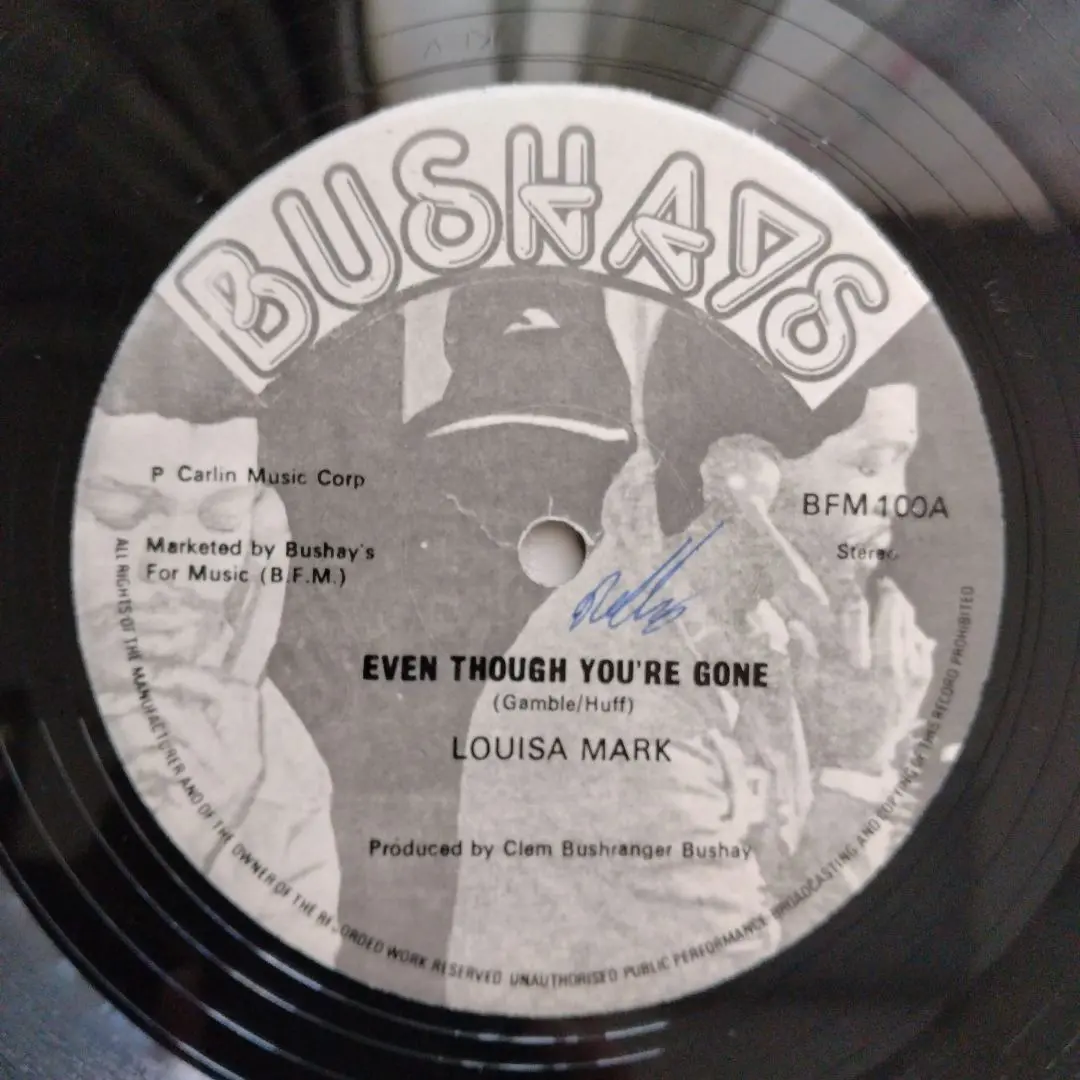 BUSHAYS
P Carlin Music Corp
BFM 100A
Marketed by Bushay's
For Music (B.F.M.)
Stereo
EVEN THOUGH YOU'RE GONE
(Gamble/Huff)
LOUISA MARK
Produced by Clem Bushranger Bushay
ALL RIGHTS OF THE MANUFACTURER AND OF THE OWNER OF THE RECORDED WORK RESERVED UNAUTHORISED PUBLIC PERFORMANCE BROADCASTING AND COPYING OF THIS RECORD PROHIBITED